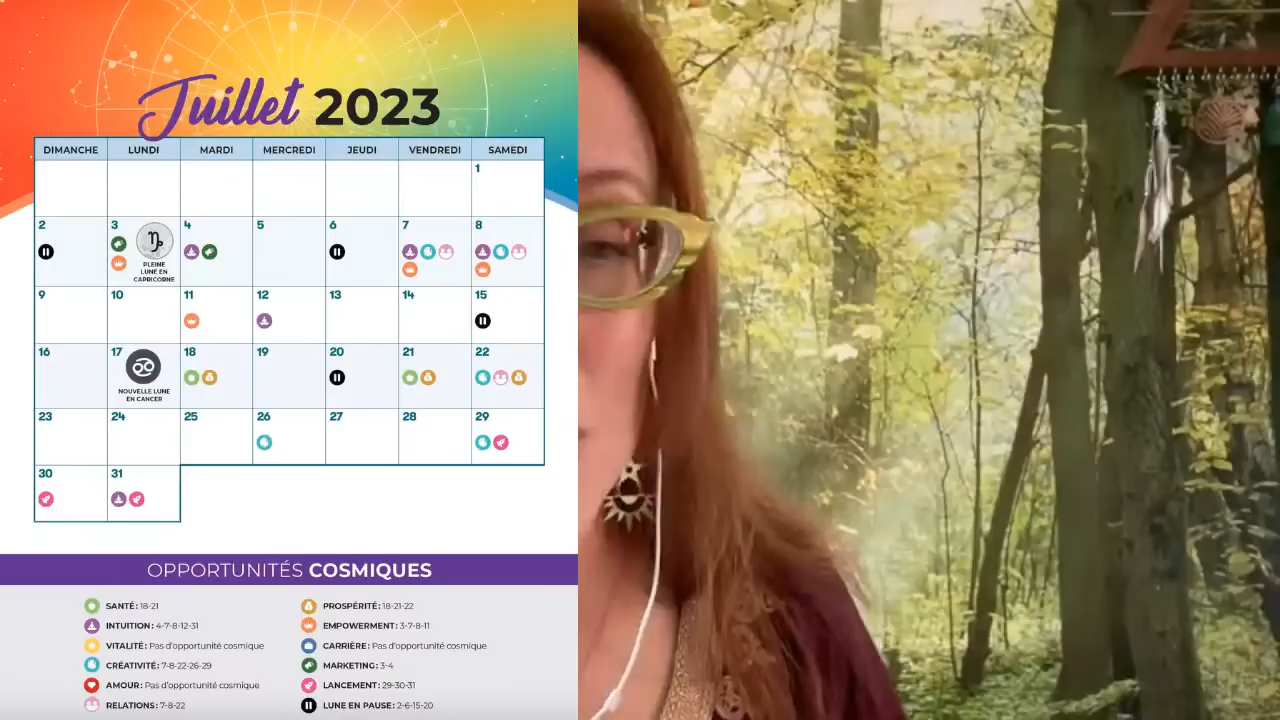 Juillet 2023
DIMANCHE LUNDI MARDI MERCREDI JEUDI VENDREDI SAMEDI
1
2 3 4 5 6 7 8
PLEINE
LUNE EN
CAPRICORNE
9 10 11 12 13 14 15
16 17 18 19 20 21 22
NOUVELLE LUNE
EN CANCER
23 24 25 26 27 28 29
30 31
OPPORTUNITÉS COSMIQUES
SANTÉ: 18-21
INTUITION: 4-7-8-12-31
VITALITÉ: Pas d'opportunité cosmique
CRÉATIVITÉ: 7-8-22-26-29
AMOUR: Pas d'opportunité cosmique
RELATIONS: 7-8-22
PROSPÉRITÉ: 18-21-22
EMPOWERMENT: 3-7-8-11
CARRIÈRE: Pas d'opportunité cosmique
MARKETING: 3-4
LANCEMENT: 29-30-31
LUNE EN PAUSE: 2-6-15-20